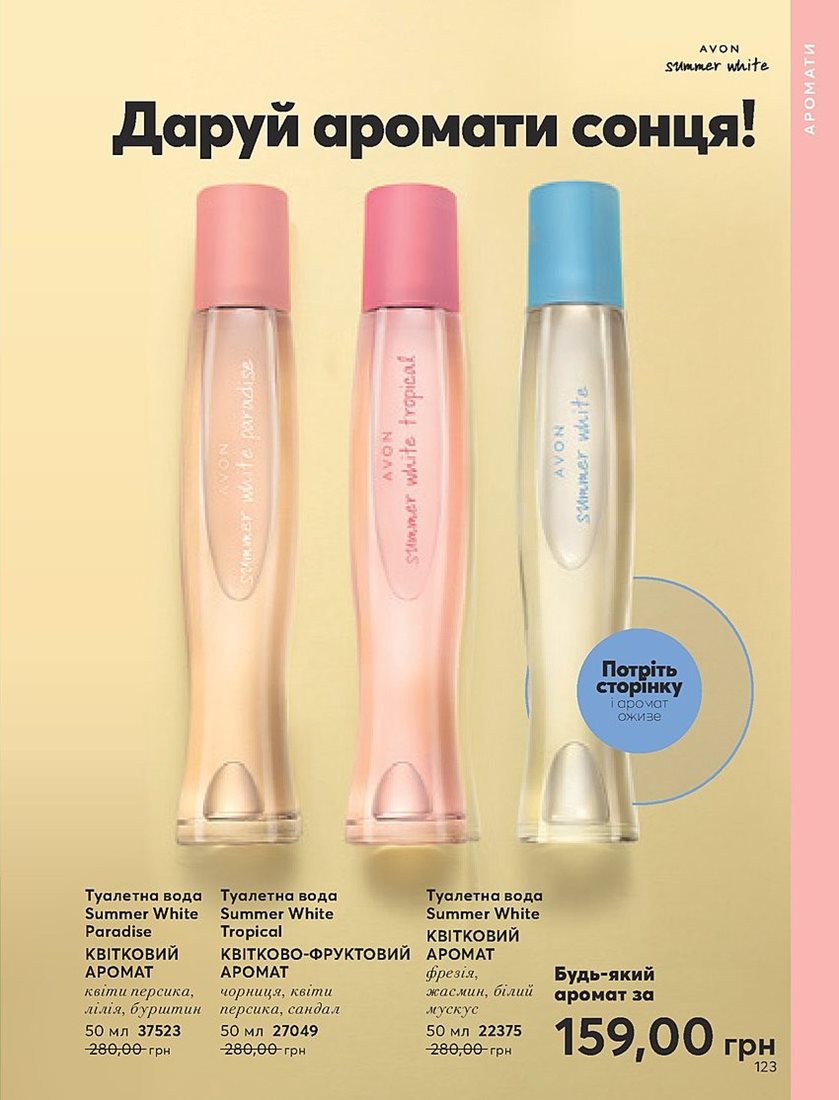 AVON
summer white
АРОМАТИ
Даруй аромати сонця!
AVON
summer white paradise
AVON
summer white tropical
AVON
summer white
Потріть
сторінку
і аромат
оживе
Туалетна вода
Summer White
Paradise
КВІТКОВИЙ
АРОМАТ
квіти персика,
лілія, бурштин
50 мл 37523
280,00 грн
Туалетна вода
Summer White
Tropical
КВІТКОВО-ФРУКТОВИЙ
АРОМАТ
чорниця, квіти
персика, сандал
50 мл 27049
280,00 грн
Туалетна вода
Summer White
КВІТКОВИЙ
АРОМАТ
фрезія,
жасмин, білий
мускус
50 мл 22375
280,00 грн
Будь-який
аромат за
159,00 грн
123